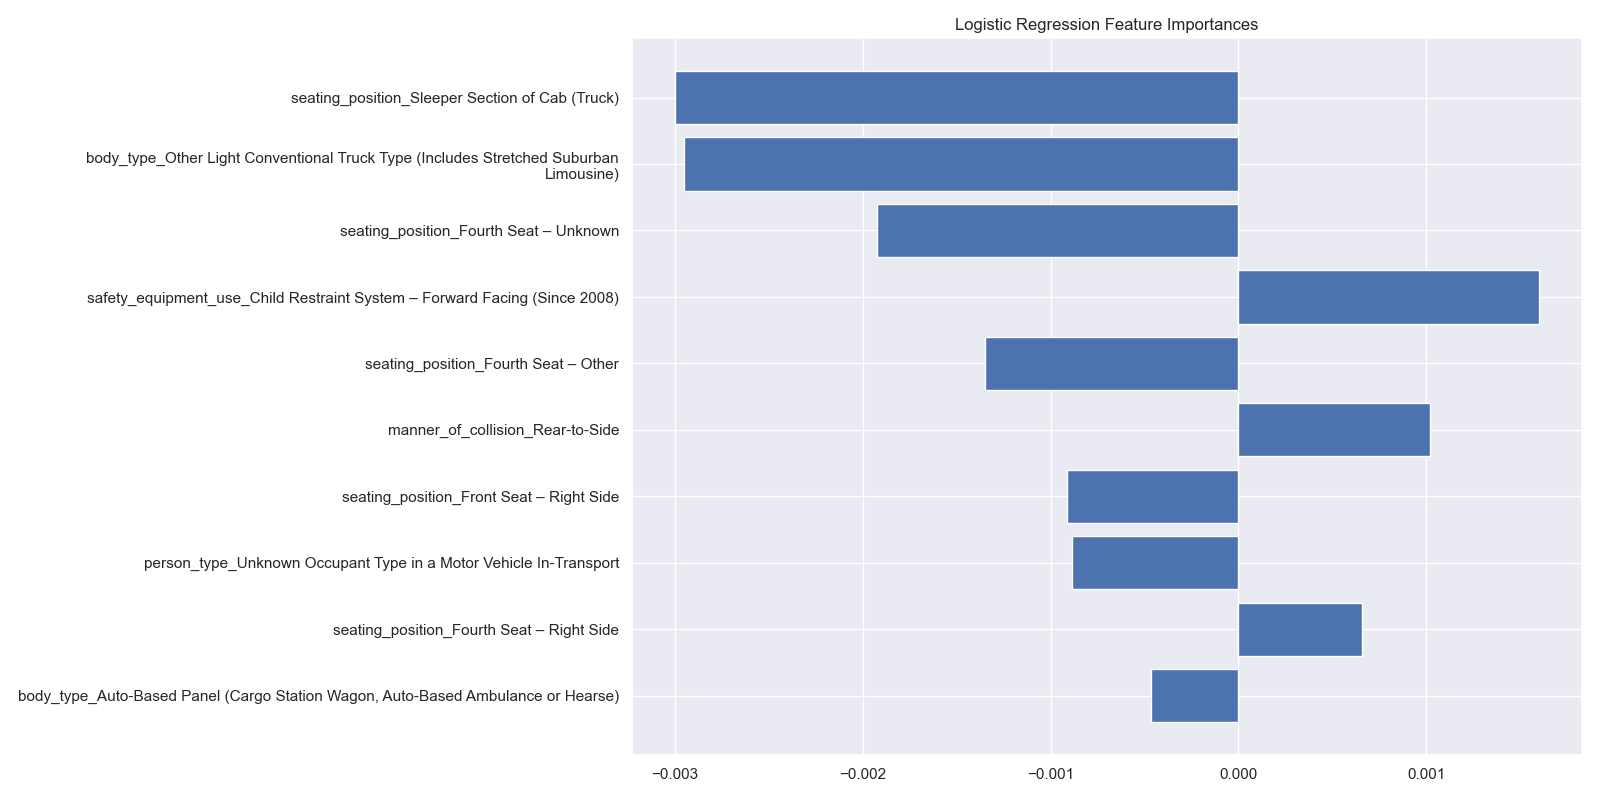 Logistic Regression Feature Importances
seating_position_Sleeper Section of Cab (Truck)
body_type_Other Light Conventional Truck Type (Includes Stretched Suburban
Limousine)
seating_position_Fourth Seat – Unknown
safety_equipment_use_Child Restraint System – Forward Facing (Since 2008)
seating_position_Fourth Seat – Other
manner_of_collision_Rear-to-Side
seating_position_Front Seat – Right Side
person_type_Unknown Occupant Type in a Motor Vehicle In-Transport
seating_position_Fourth Seat – Right Side
body_type_Auto-Based Panel (Cargo Station Wagon, Auto-Based Ambulance or Hearse)
−0.003 −0.002 −0.001 0.000 0.001